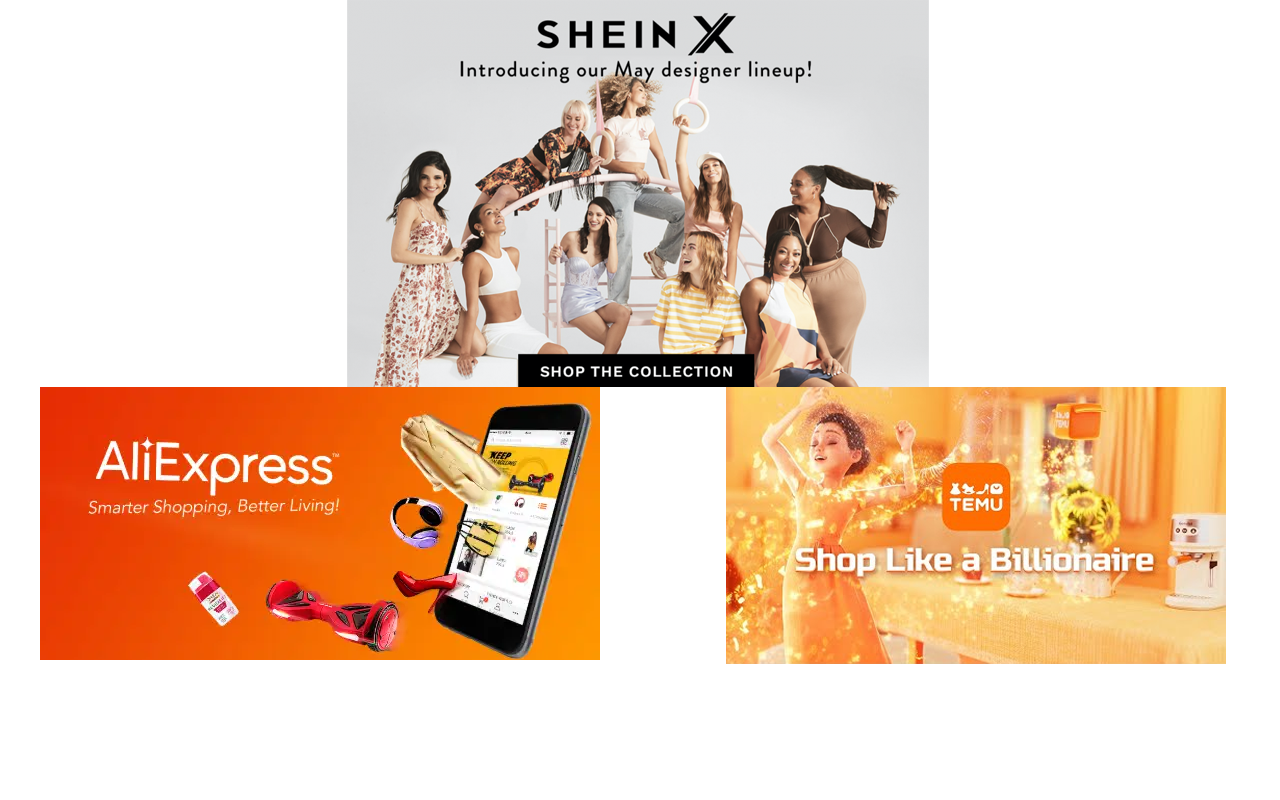 SHEIN X
Introducing our May designer lineup!
SHOP THE COLLECTION
AliExpress™
Smarter Shopping, Better Living!
KEEP
TEMU
Shop Like a Billionaire